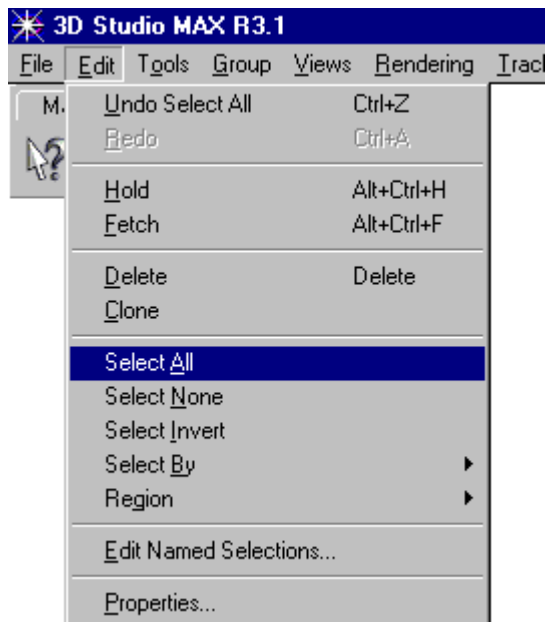 3D Studio MAX R3.1
File Edit Tools Group Views Rendering
Undo Select All Ctrl+Z
Redo Ctrl+A
Hold Alt+Ctrl+H
Fetch Alt+Ctrl+F
Delete Delete
Clone
Select All
Select None
Select Invert
Select By
Region
Edit Named Selections...
Properties...